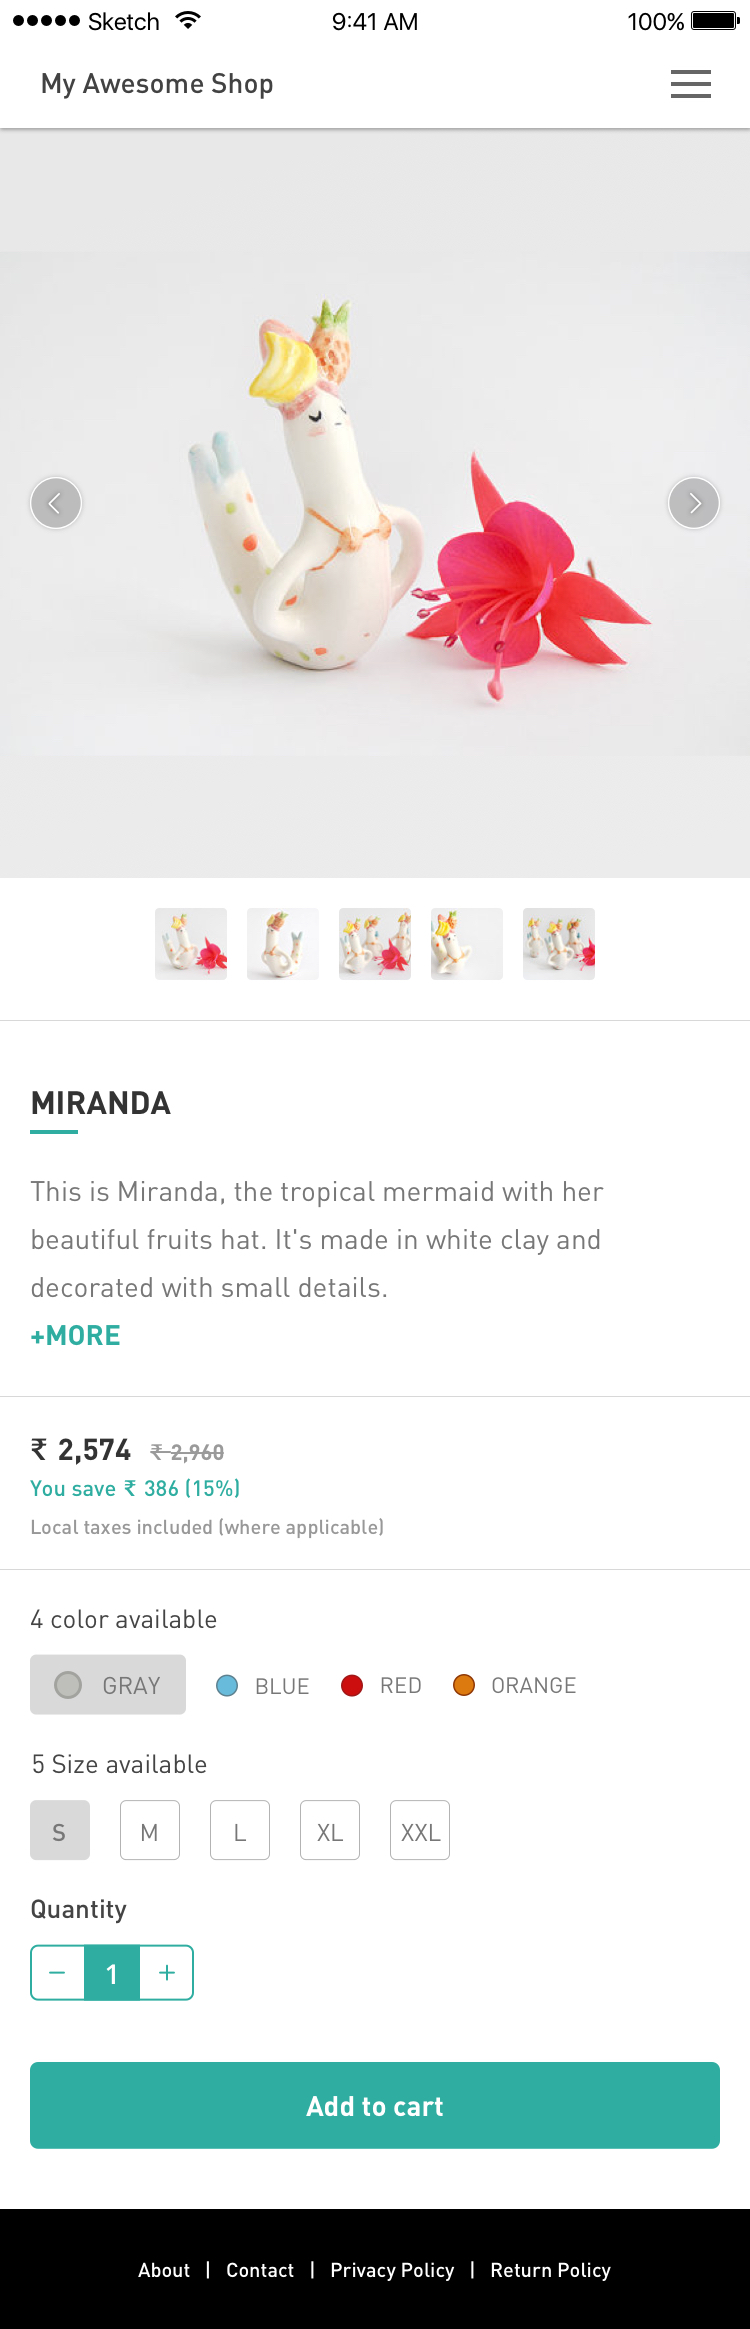 Sketch 9:41 AM 100%
My Awesome Shop
MIRANDA
This is Miranda, the tropical mermaid with her
beautiful fruits hat. It's made in white clay and
decorated with small details.
+MORE
₹ 2,574 ₹ 2,960
You save ₹ 386 (15%)
Local taxes included (where applicable)
4 color available
GRAY BLUE RED ORANGE
5 Size available
S M L XL XXL
Quantity
− 1 +
Add to cart
About | Contact | Privacy Policy | Return Policy